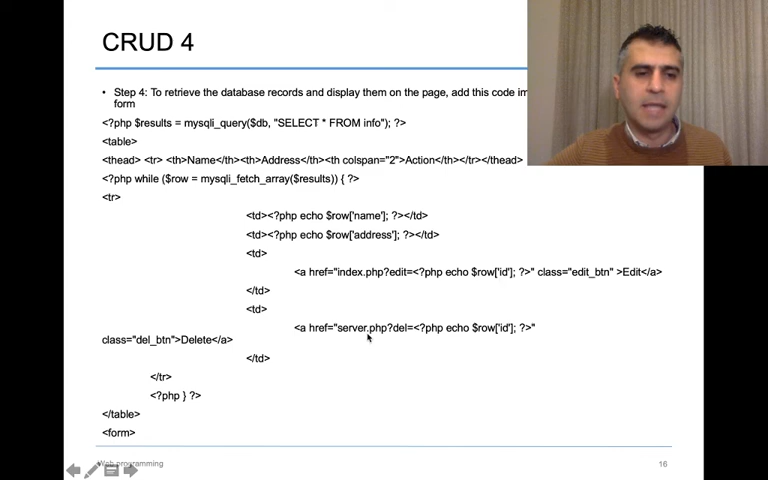 CRUD 4
• Step 4: To retrieve the database records and display them on the page, add this code
form
<?php $results = mysqli_query($db, "SELECT * FROM info"); ?>
<table>
<thead> <tr> <th>Name</th><th>Address</th><th colspan="2">Action</th></tr></thead>
<?php while ($row = mysqli_fetch_array($results)) { ?>
<tr>
<td><?php echo $row['name']; ?></td>
<td><?php echo $row['address']; ?></td>
<td>
<a href="index.php?edit=<?php echo $row['id']; ?>" class="edit_btn" >Edit</a>
</td>
<td>
<a href="server.php?del=<?php echo $row['id']; ?>"
class="del_btn">Delete</a>
</td>
</tr>
<?php } ?>
</table>
<form>
Web programming
16